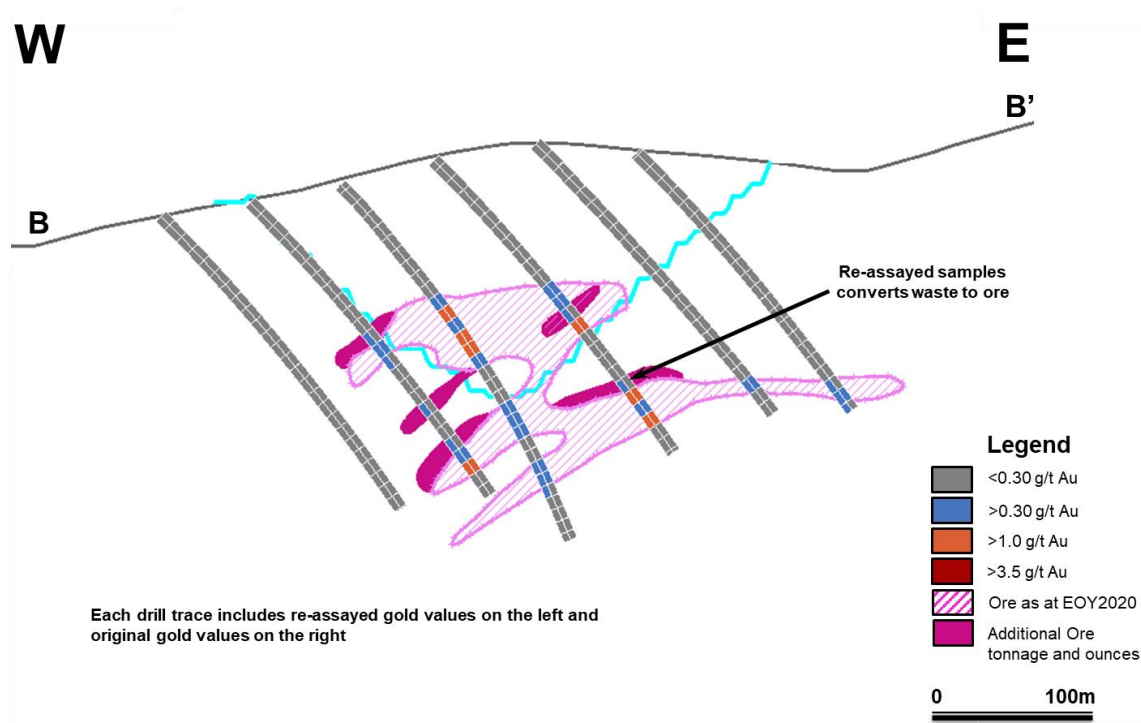 W
E
B'
B
Re-assayed samples
converts waste to ore
Legend
<0.30 g/t Au
>0.30 g/t Au
>1.0 g/t Au
>3.5 g/t Au
Ore as at EOY2020
Additional Ore
tonnage and ounces
Each drill trace includes re-assayed gold values on the left and
original gold values on the right
0 100m